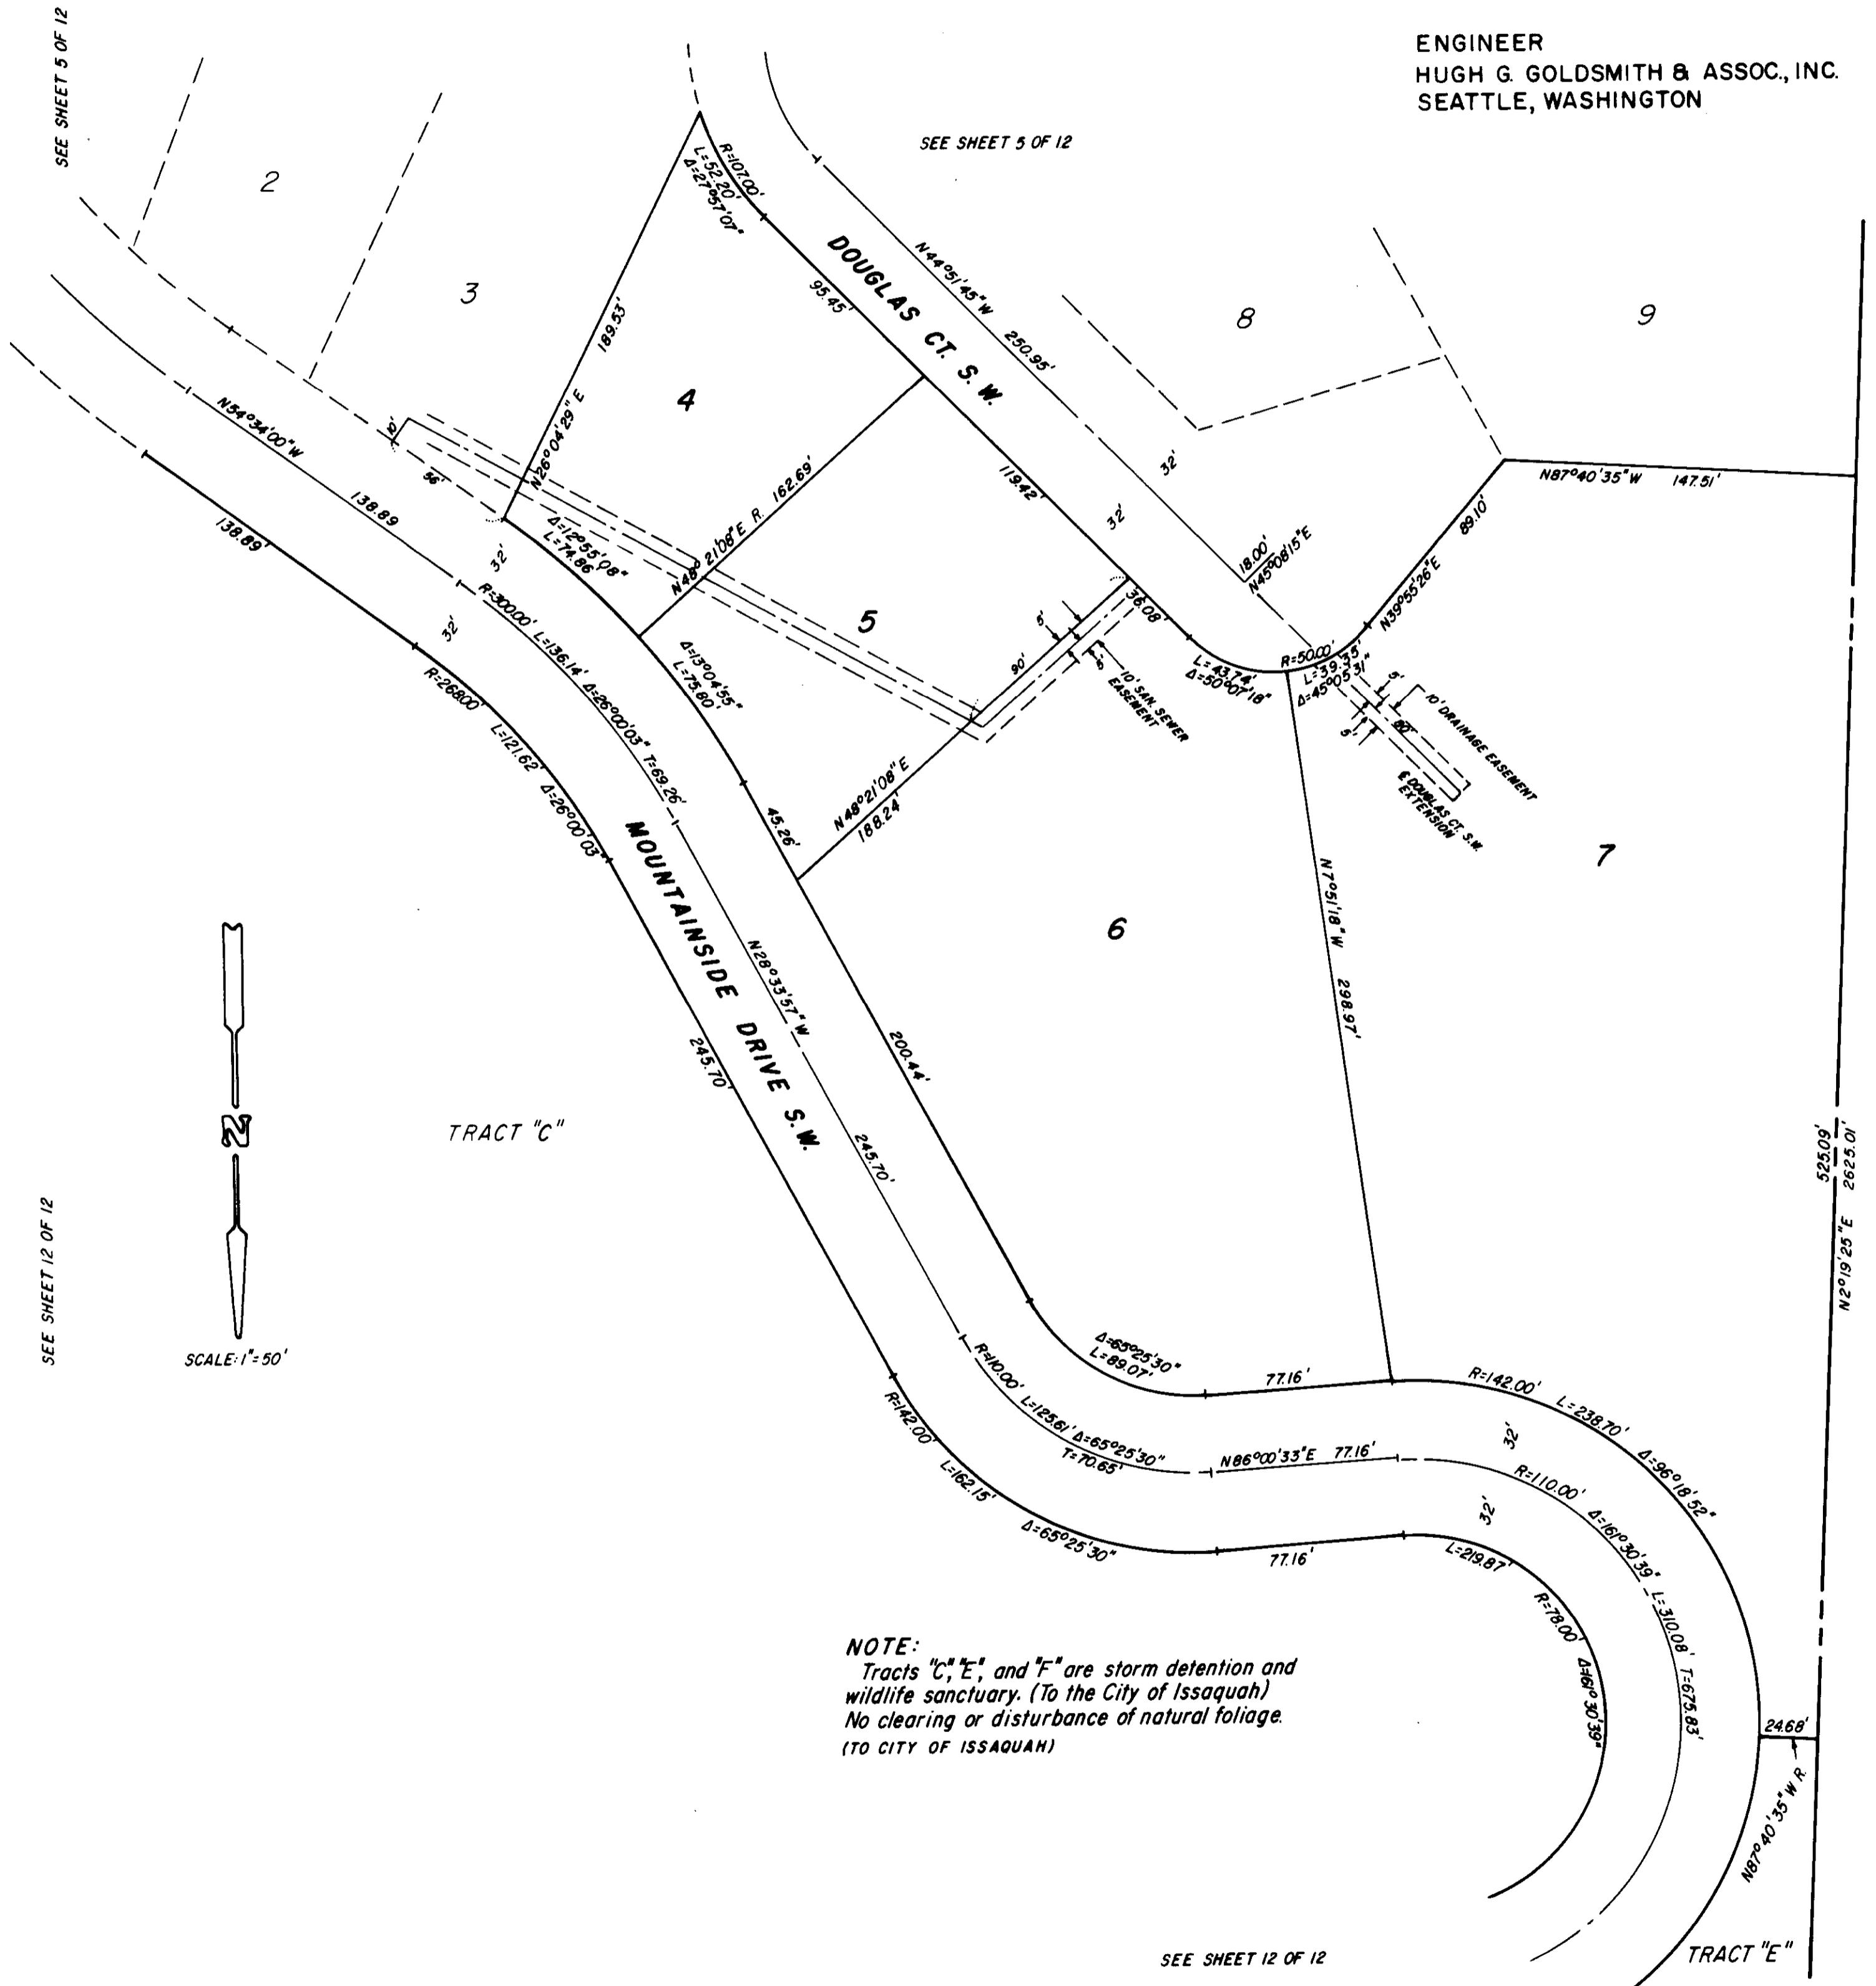 ENGINEER
HUGH G. GOLDSMITH & ASSOC., INC.
SEATTLE, WASHINGTON
SEE SHEET 5 OF 12
SEE SHEET 5 OF 12
2
3
4
8
9
R=107.00'
L=52.20'
Δ=27°57'07"
DOUGLAS CT. S. W.
95.45'
N44°51'45"W 250.95'
189.53'
N26°04'29"E
N54°34'00"W
138.89
138.89'
10'
56'
32'
32'
119.42'
32'
32'
N48°21'08"E R. 162.69'
Δ=12°55'08"
L=74.86'
5
18.00'
N45°08'15"E
N87°40'35"W 147.51'
89.10'
N39°55'26"E
36.08'
5'
90'
5'
10' SAN. SEWER
EASEMENT
R=50.00'
L=43.74'
Δ=50°07'18"
L=39.35'
Δ=45°05'31"
5'
80'
5'
10' DRAINAGE EASEMENT
℄ DOUGLAS CT. S.W.
EXTENSION
R=300.00' L=136.14' Δ=26°00'03" T=69.26'
Δ=13°04'55"
L=75.80'
R=268.00' L=121.62' Δ=26°00'03"
45.26'
N48°21'08"E
188.24'
7
6
MOUNTAINSIDE DRIVE S.W.
N28°33'57"W
245.70'
245.70'
200.44'
N7°51'18"W 298.97'
TRACT "C"
N
SCALE: 1"=50'
SEE SHEET 12 OF 12
525.09'
N2°19'25"E 2625.01'
Δ=65°25'30"
L=89.07'
77.16'
R=142.00' L=238.70' Δ=96°18'52"
R=110.00' L=125.61' Δ=65°25'30"
T=70.65'
N86°00'33"E 77.16'
32'
32'
R=110.00' Δ=161°30'39" L=310.08' T=675.83'
R=142.00' L=162.15' Δ=65°25'30"
77.16'
L=219.87' R=78.00' Δ=161°30'39"
NOTE:
Tracts "C", "E", and "F" are storm detention and
wildlife sanctuary. (To the City of Issaquah)
No clearing or disturbance of natural foliage.
(TO CITY OF ISSAQUAH)
24.68'
N87°40'35"W R.
SEE SHEET 12 OF 12
TRACT "E"